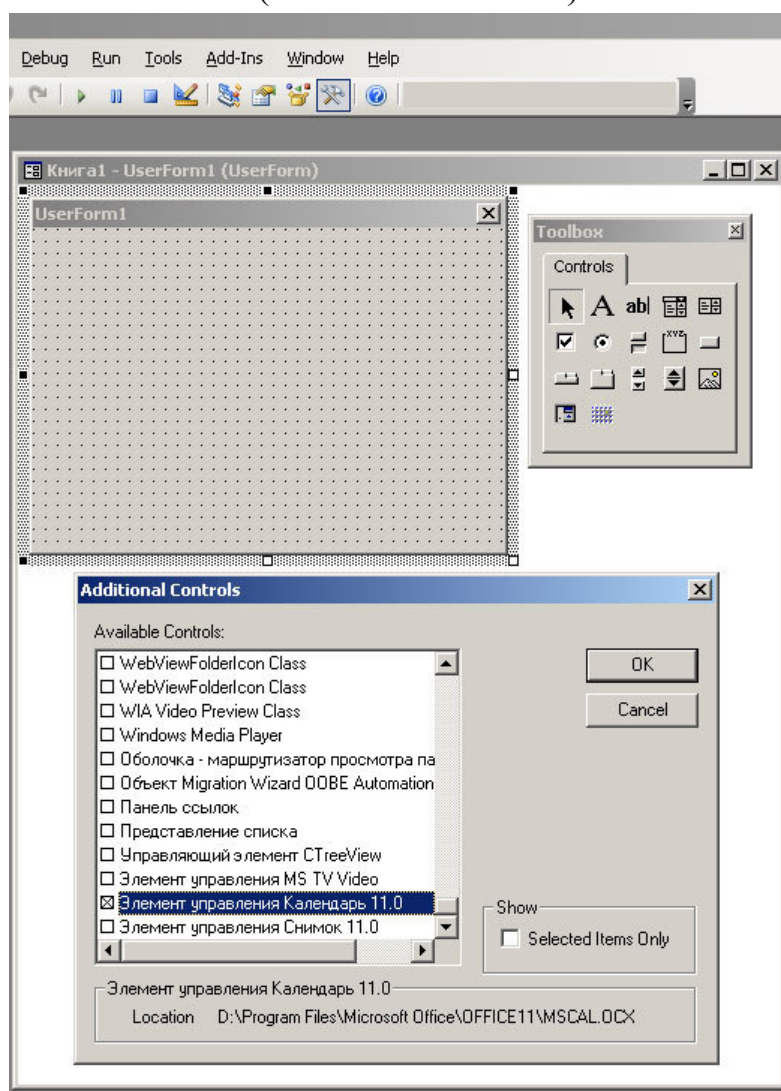 Debug Run Tools Add-Ins Window Help
Книга1 - UserForm1 (UserForm)
UserForm1
Toolbox
Controls
A abl
XYZ
Additional Controls
Available Controls:
WebViewFolderIcon Class
WebViewFolderIcon Class
WIA Video Preview Class
Windows Media Player
Оболочка - маршрутизатор просмотра па
Объект Migration Wizard OOBE Automation
Панель ссылок
Представление списка
Управляющий элемент CTreeView
Элемент управления MS TV Video
Элемент управления Календарь 11.0
Элемент управления Снимок 11.0
OK
Cancel
Show
Selected Items Only
Элемент управления Календарь 11.0
Location D:\Program Files\Microsoft Office\OFFICE11\MSCAL.OCX